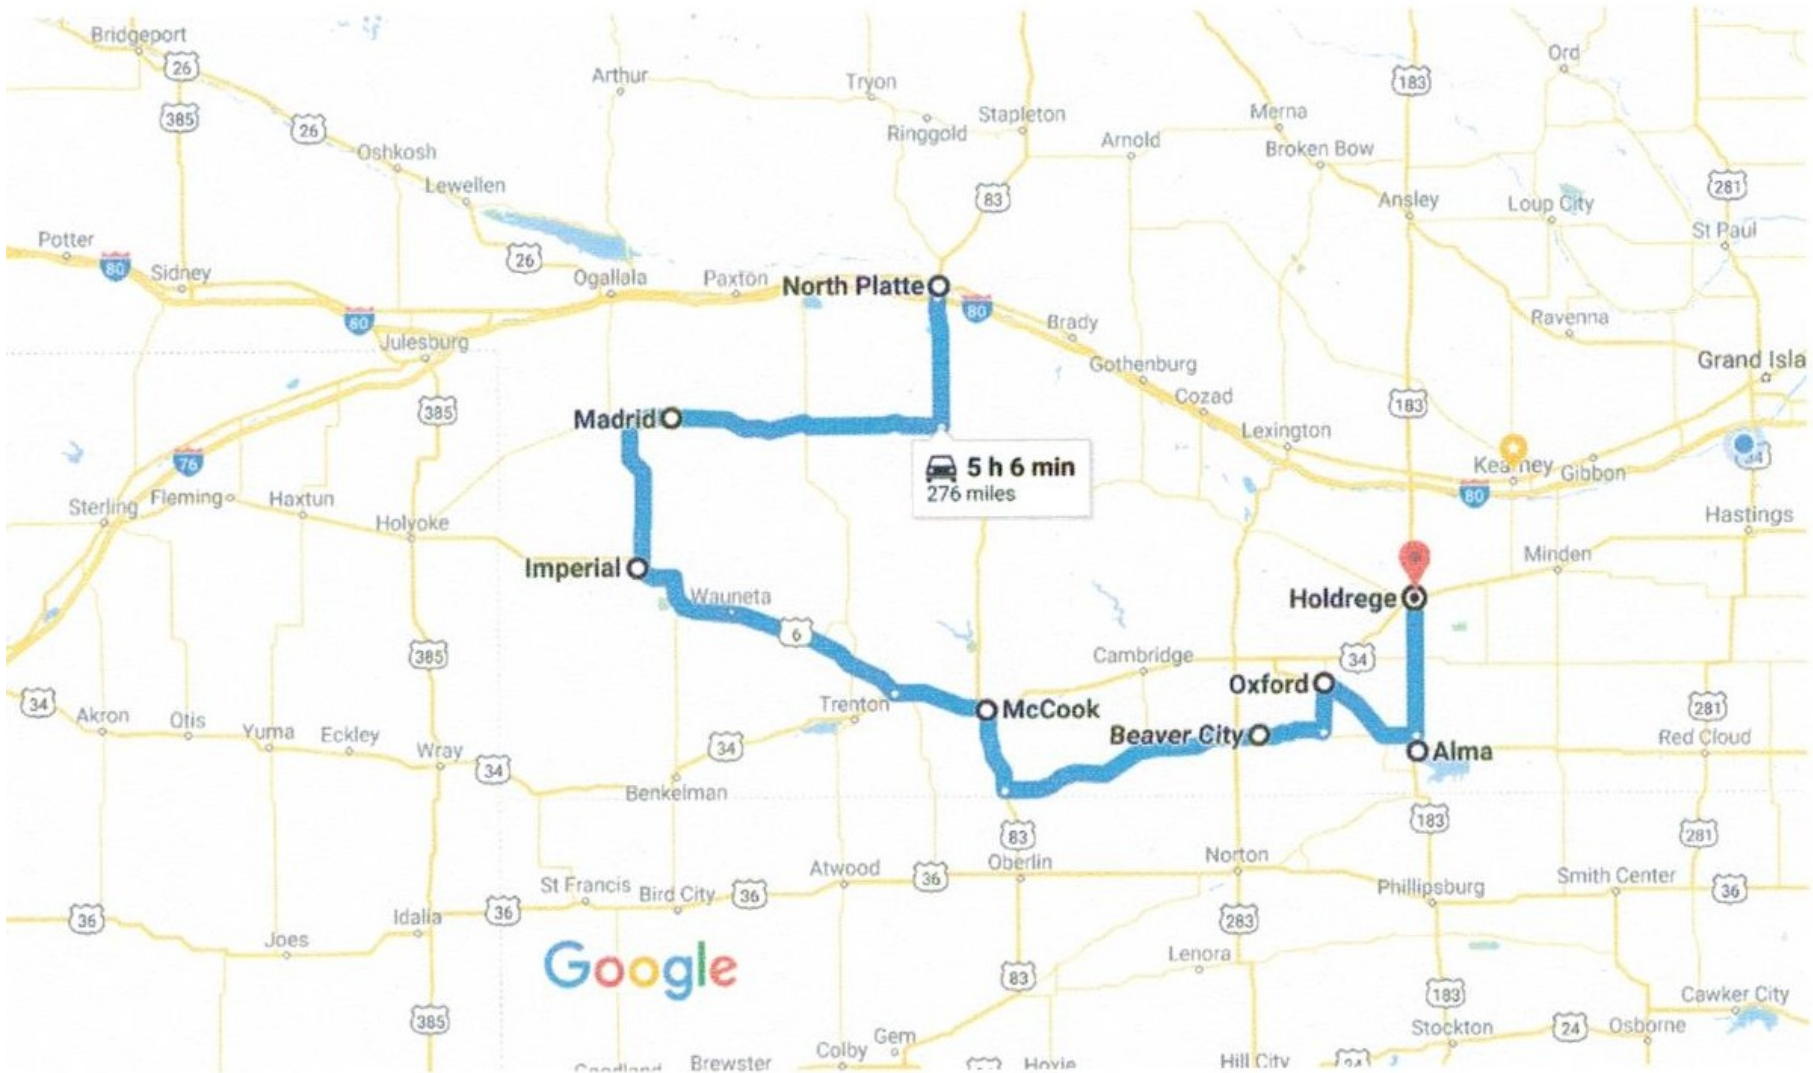 Bridgeport
26
385
26
Arthur
Tryon
Ringgold
Stapleton
Arnold
Merna
Broken Bow
183
Ord
Oshkosh
Lewellen
83
Ansley
Loup City
281
St Paul
Potter
80
Sidney
26
Ogallala
Paxton
North Platte
80
Brady
Ravenna
80
Julesburg
Gothenburg
Grand Isla
385
Madrid
Cozad
183
Lexington
76
5 h 6 min
276 miles
Kearney
Gibbon
80
Sterling
Fleming
Haxtun
Holyoke
Hastings
Minden
Imperial
Wauneta
Holdrege
6
385
Cambridge
34
34
Akron
Otis
Yuma
Eckley
Wray
34
Trenton
McCook
Oxford
Beaver City
Alma
281
Red Cloud
34
Benkelman
83
183
281
Atwood
36
Oberlin
Norton
St Francis
Bird City
36
Phillipsburg
Smith Center
36
36
Idalia
36
283
Joes
Google
Lenora
83
183
Cawker City
385
Gem
Colby
Brewster
Stockton
24
Osborne
Hoxie
Hill City
24